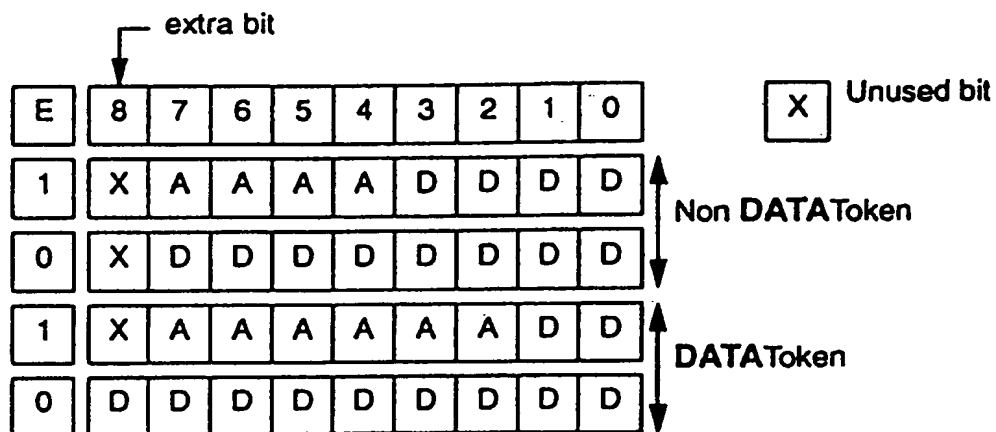 extra bit
E 8 7 6 5 4 3 2 1 0
X Unused bit
1 X A A A A D D D D
Non DATAToken
0 X D D D D D D D D
1 X A A A A A A D D
DATAToken
0 D D D D D D D D D